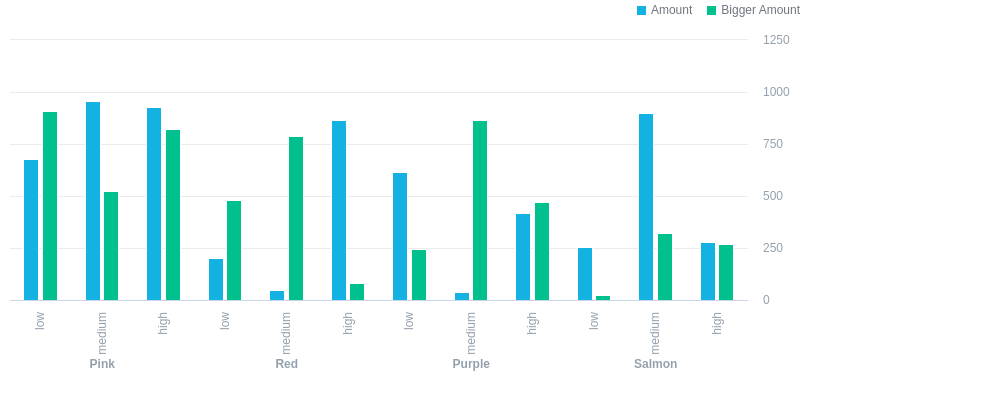 Amount Bigger Amount
1250
1000
750
500
250
0
low medium high low medium high low medium high low medium high
Pink Red Purple Salmon